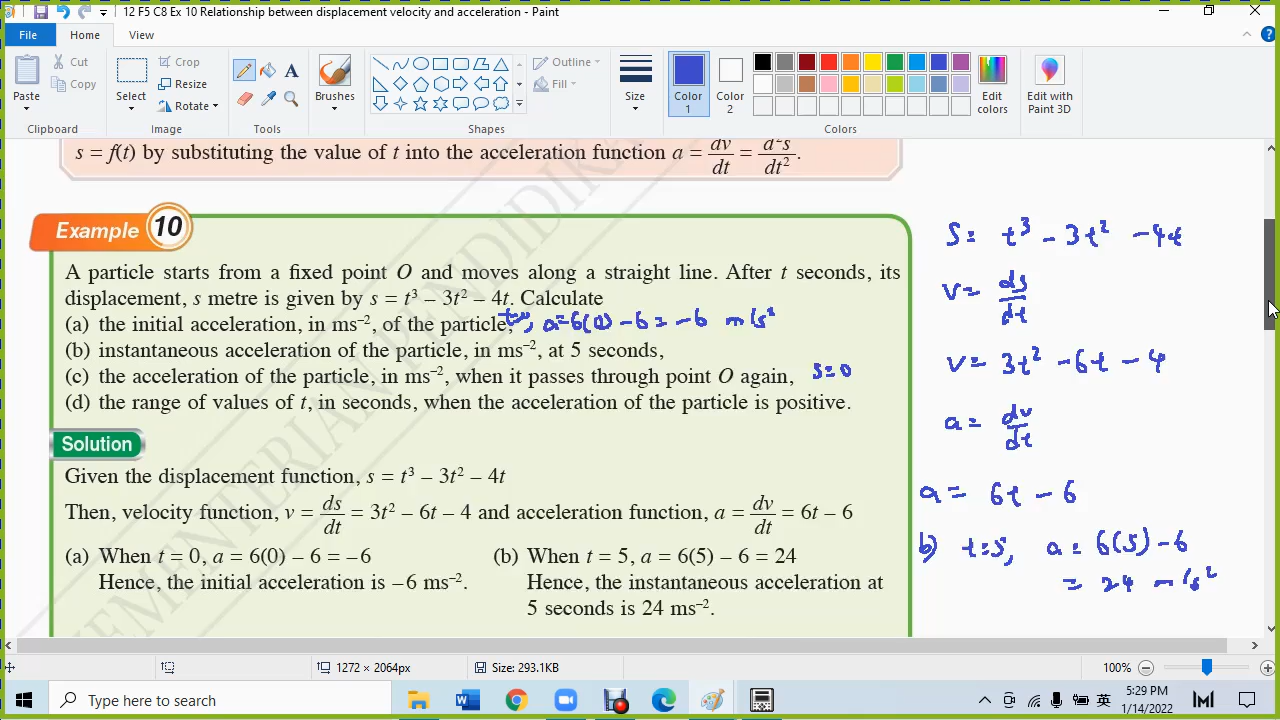 12 F5 C8 Ex 10 Relationship between displacement velocity and acceleration - Paint
File Home View
Paste Cut Copy Select Crop Resize Rotate Brushes Outline Fill Size Color 1 Color 2 Edit colors Edit with Paint 3D
Clipboard Image Tools Shapes Colors
s = f(t) by substituting the value of t into the acceleration function a = dv/dt = d²s/dt².
Example 10
A particle starts from a fixed point O and moves along a straight line. After t seconds, its
displacement, s metre is given by s = t³ – 3t² – 4t. Calculate
(a) the initial acceleration, in ms⁻², of the particle, t=0, a=6(0) -6 = -6 m/s²
(b) instantaneous acceleration of the particle, in ms⁻², at 5 seconds,
(c) the acceleration of the particle, in ms⁻², when it passes through point O again, s=0
(d) the range of values of t, in seconds, when the acceleration of the particle is positive.
Solution
Given the displacement function, s = t³ – 3t² – 4t
Then, velocity function, v = ds/dt = 3t² – 6t – 4 and acceleration function, a = dv/dt = 6t – 6
(a) When t = 0, a = 6(0) – 6 = –6
Hence, the initial acceleration is –6 ms⁻².
(b) When t = 5, a = 6(5) – 6 = 24
Hence, the instantaneous acceleration at
5 seconds is 24 ms⁻².
S = t³ - 3t² - 4t
v = ds/dt
v = 3t² - 6t - 4
a = dv/dt
a = 6t - 6
b) t=5, a = 6(5) - 6
= 24 m/s²
KEMENTERIAN PENDIDIKA
1272 × 2064px Size: 293.1KB 100%
Type here to search
英
5:29 PM
1/14/2022